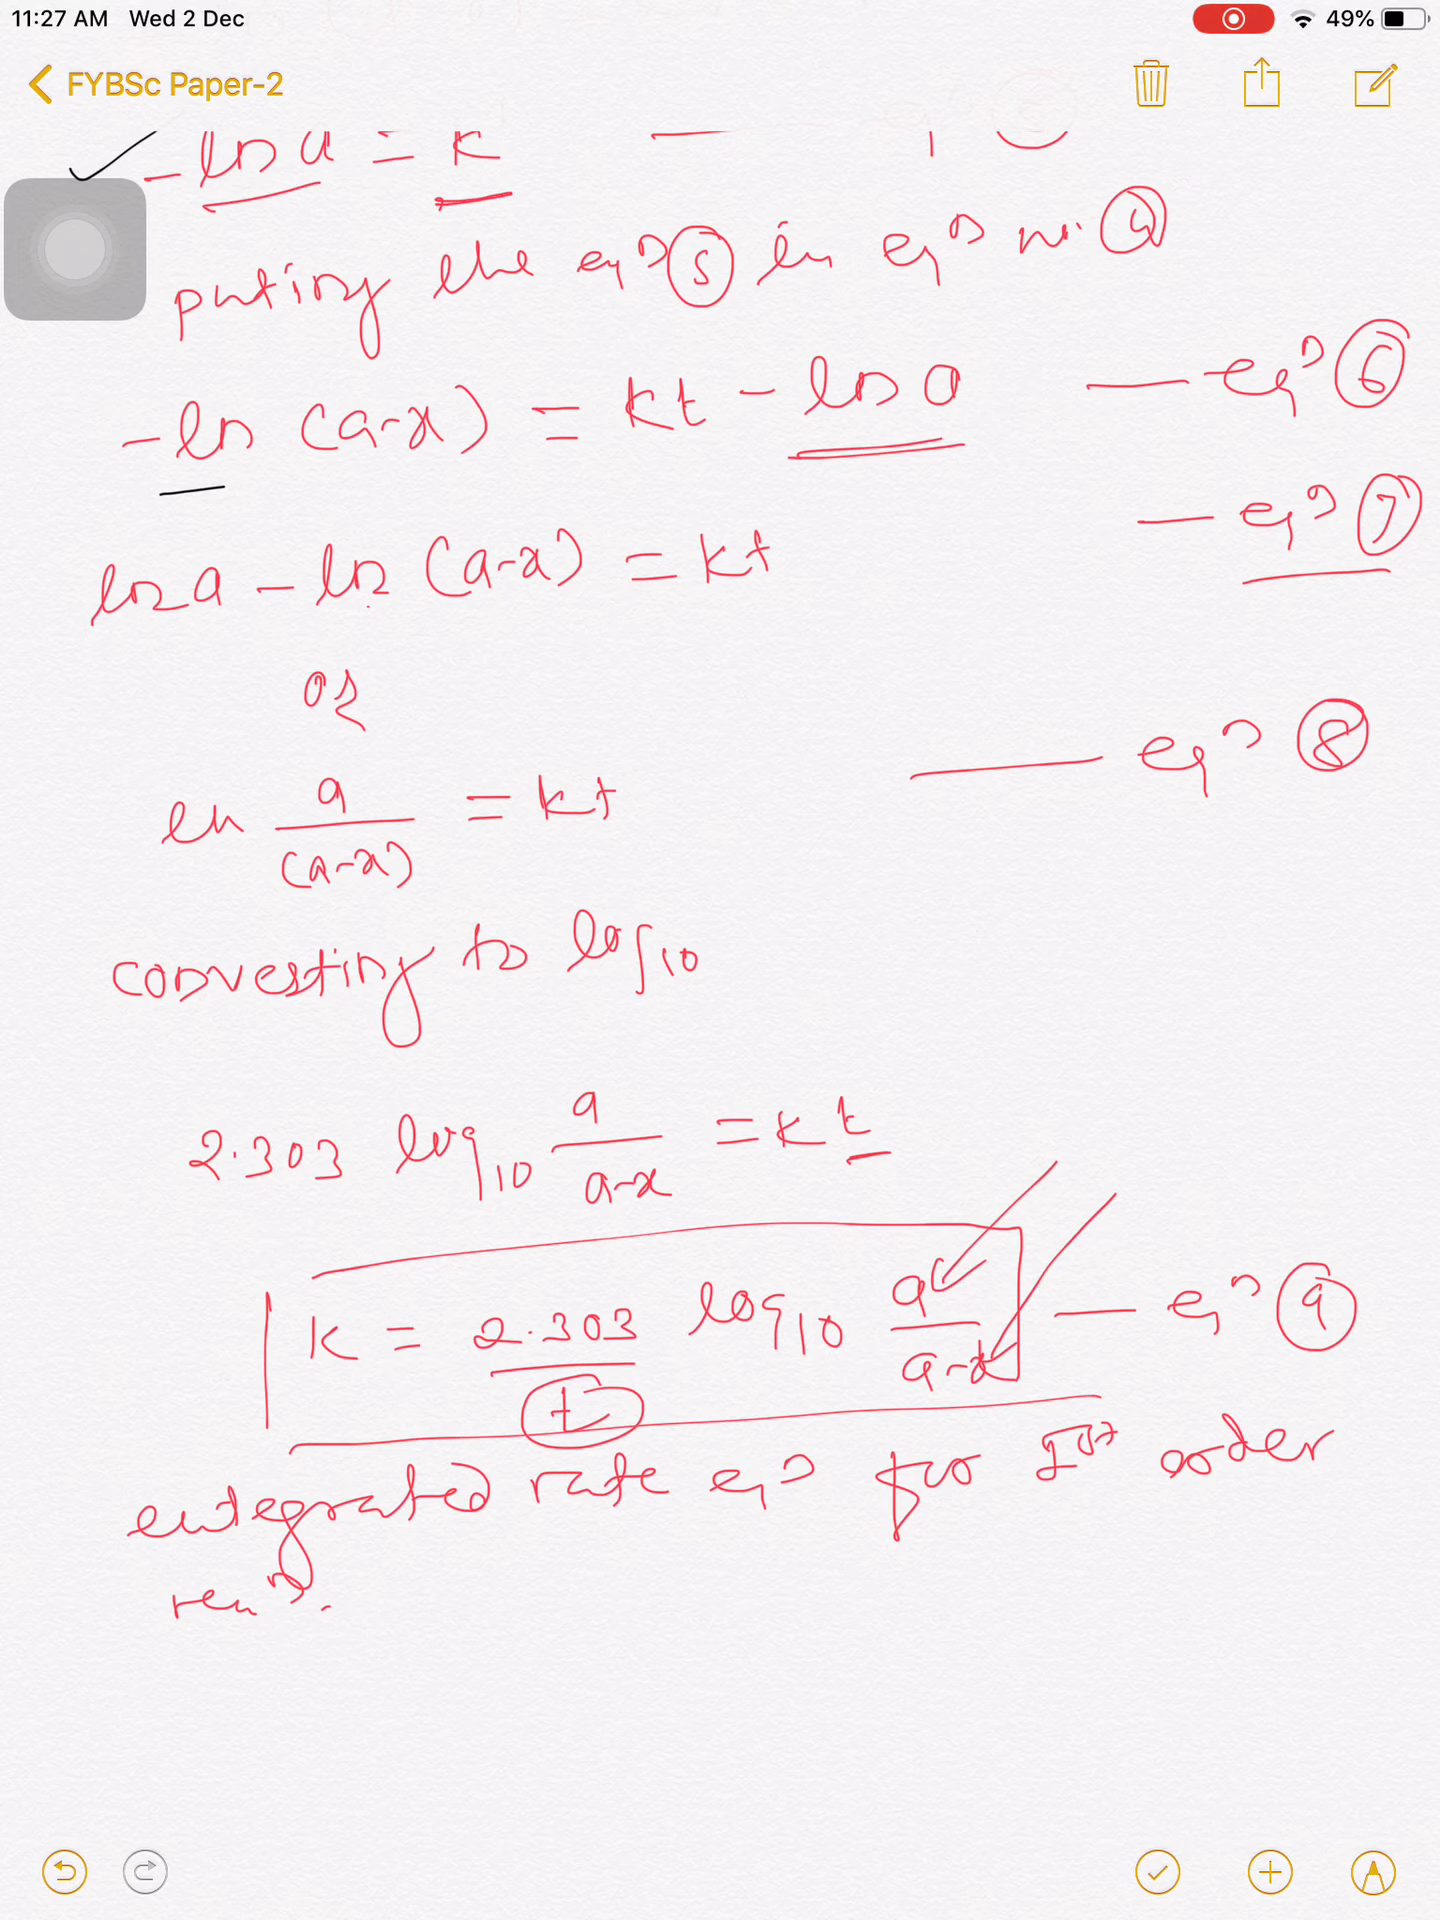 11:27 AM Wed 2 Dec 49%
FYBSc Paper-2
- ln a = k
puting the eqn 5 in eqn no. 4
-ln (a-x) = kt - ln a — eqn 6
ln a - ln (a-x) = kt — eqn 7
or
ln a/(a-x) = kt — eqn 8
converting to log10
2.303 log10 a/a-x = kt
K = 2.303/t log10 a/a-x — eqn 9
integrated rate eqn for Ist order
rean.